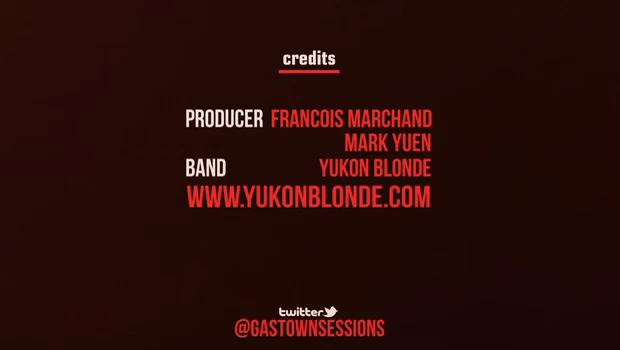 credits
PRODUCER FRANCOIS MARCHAND
MARK YUEN
BAND YUKON BLONDE
WWW.YUKONBLONDE.COM
twitter
@GASTOWNSESSIONS